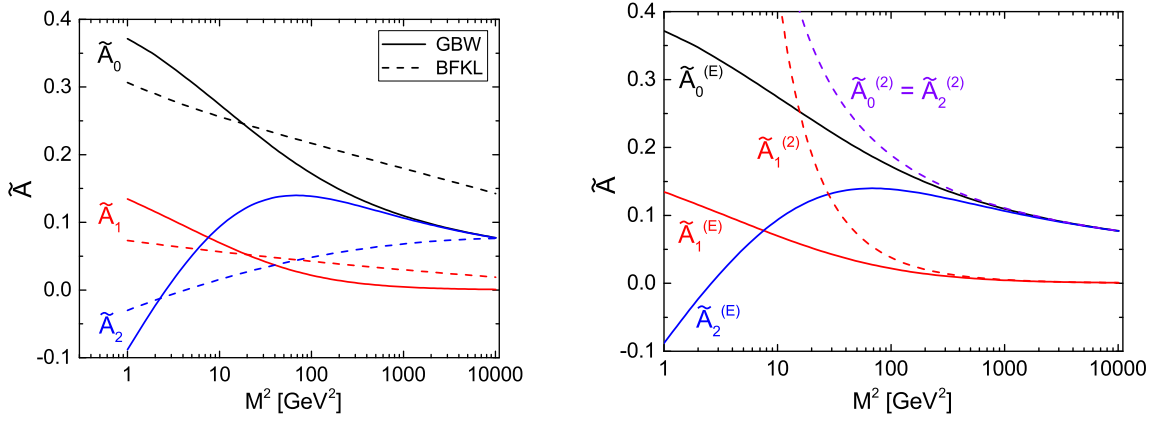 Ã₀
GBW
BFKL
Ã₁
Ã₂
Ã
0.4
0.3
0.2
0.1
0.0
-0.1
1
10
100
1000
10000
M² [GeV²]
Ã₀⁽ᴱ⁾
Ã₀⁽²⁾ = Ã₂⁽²⁾
Ã₁⁽²⁾
Ã₁⁽ᴱ⁾
Ã₂⁽ᴱ⁾
Ã
0.4
0.3
0.2
0.1
0.0
-0.1
1
10
100
1000
10000
M² [GeV²]